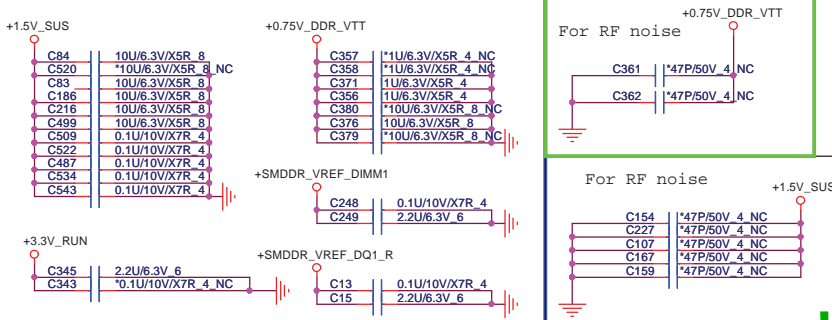 +1.5V_SUS
C84 10U/6.3V/X5R_8
C520 *10U/6.3V/X5R_8_NC
C83 10U/6.3V/X5R_8
C186 10U/6.3V/X5R_8
C216 10U/6.3V/X5R_8
C499 10U/6.3V/X5R_8
C509 0.1U/10V/X7R_4
C522 0.1U/10V/X7R_4
C487 0.1U/10V/X7R_4
C534 0.1U/10V/X7R_4
C543 0.1U/10V/X7R_4
+3.3V_RUN
C345 2.2U/6.3V_6
C343 *0.1U/10V/X7R_4_NC
+0.75V_DDR_VTT
C357 *1U/6.3V/X5R_4_NC
C358 *1U/6.3V/X5R_4_NC
C371 1U/6.3V/X5R_4
C356 1U/6.3V/X5R_4
C380 *10U/6.3V/X5R_8_NC
C376 10U/6.3V/X5R_8
C379 *10U/6.3V/X5R_8_NC
+SMDDR_VREF_DIMM1
C248 0.1U/10V/X7R_4
C249 2.2U/6.3V_6
+SMDDR_VREF_DQ1_R
C13 0.1U/10V/X7R_4
C15 2.2U/6.3V_6
+0.75V_DDR_VTT
For RF noise
C361 *47P/50V_4_NC
C362 *47P/50V_4_NC
For RF noise
+1.5V_SUS
C154 *47P/50V_4_NC
C227 *47P/50V_4_NC
C107 *47P/50V_4_NC
C167 *47P/50V_4_NC
C159 *47P/50V_4_NC